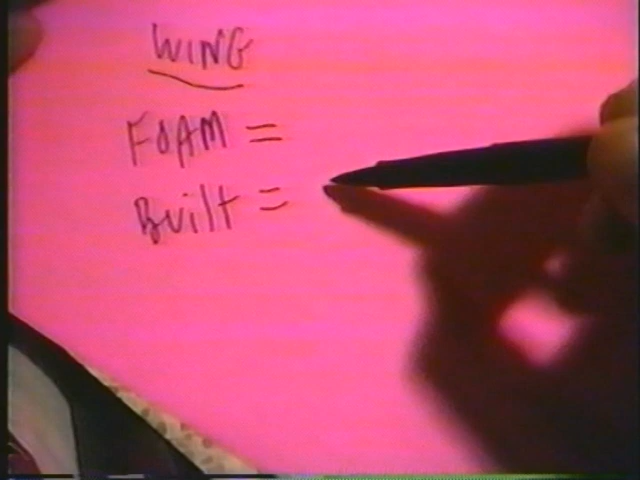 WING
FOAM =
Built =